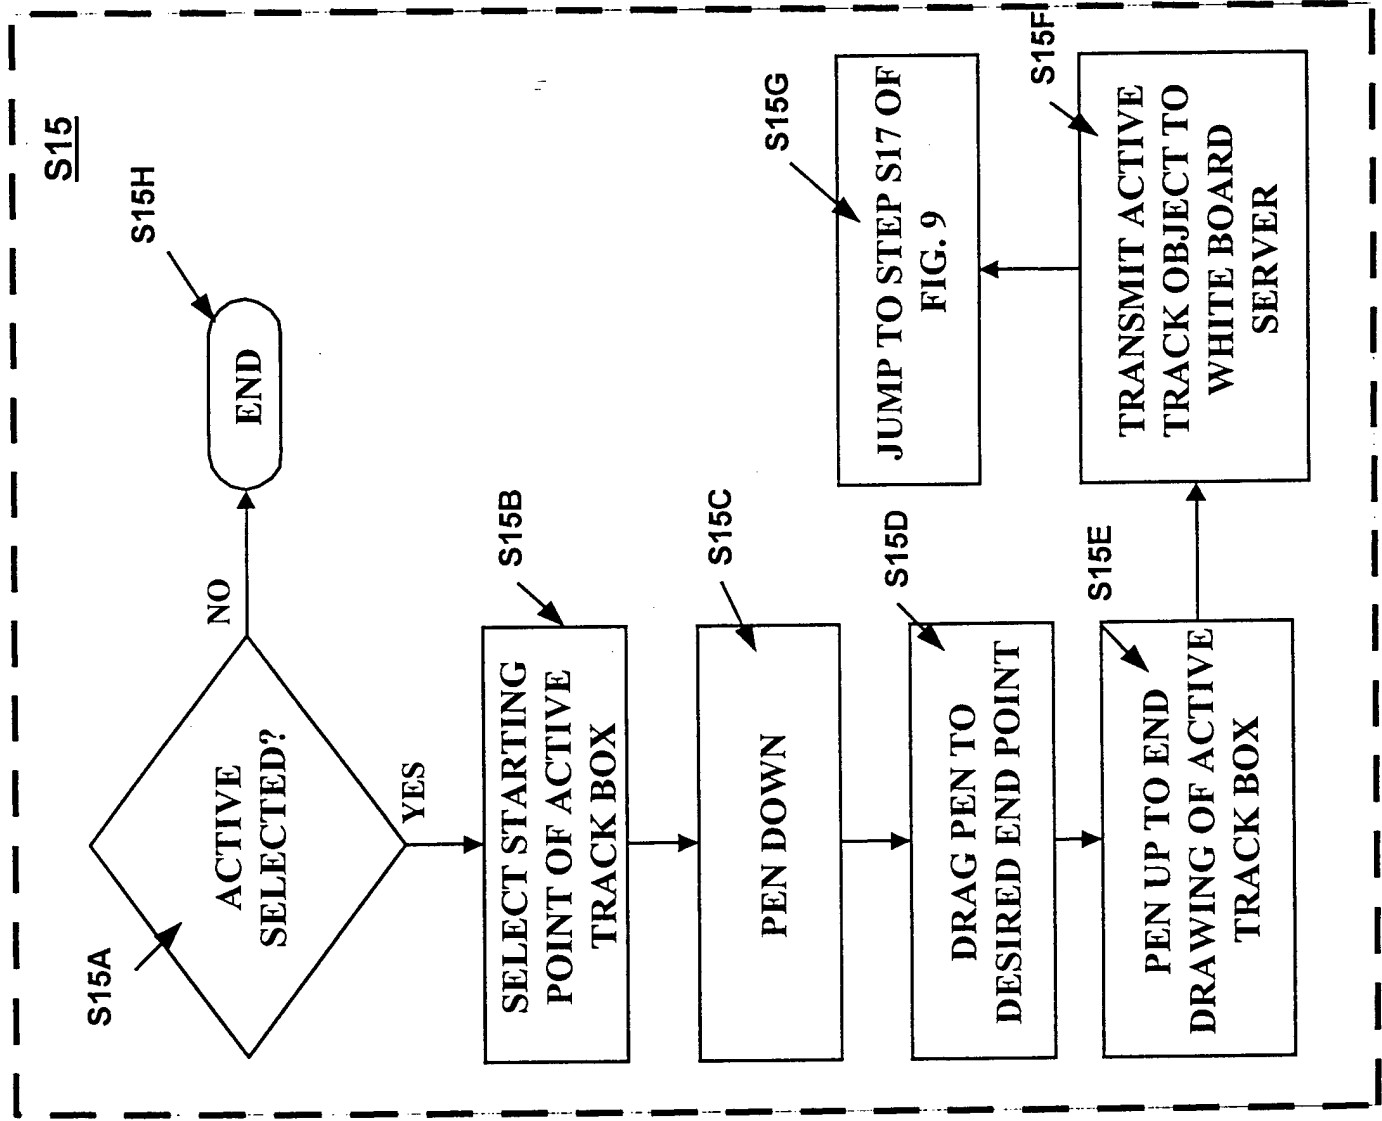 S15
S15A
ACTIVE
SELECTED?
NO
S15H
END
YES
S15B
SELECT STARTING
POINT OF ACTIVE
TRACK BOX
S15C
PEN DOWN
S15D
DRAG PEN TO
DESIRED END POINT
S15E
PEN UP TO END
DRAWING OF ACTIVE
TRACK BOX
S15F
TRANSMIT ACTIVE
TRACK OBJECT TO
WHITE BOARD
SERVER
S15G
JUMP TO STEP S17 OF
FIG. 9